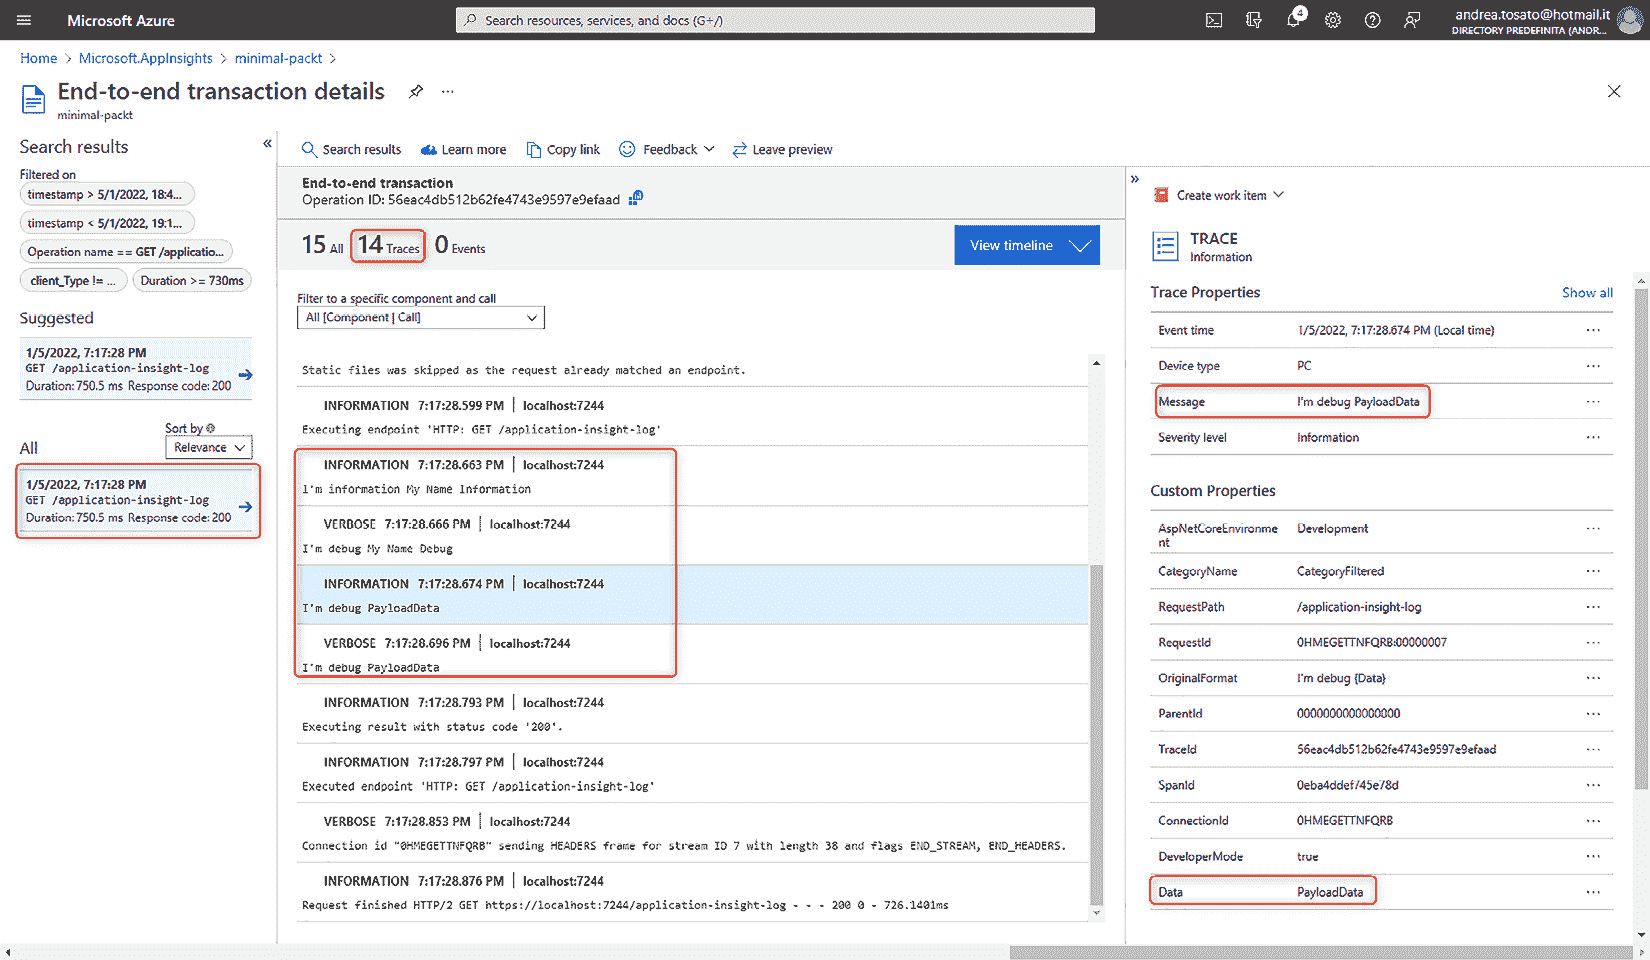 Microsoft Azure
Search resources, services, and docs (G+/)
4
andrea.tosato@hotmail.it
DIRECTORY PREDEFINITA (ANDR...
Home > Microsoft.AppInsights > minimal-packt >
End-to-end transaction details
...
minimal-packt
Search results
«
Filtered on
timestamp > 5/1/2022, 18:4...
timestamp < 5/1/2022, 19:1...
Operation name == GET /applicatio...
client_Type != ...
Duration >= 730ms
Suggested
1/5/2022, 7:17:28 PM
GET /application-insight-log
Duration: 750.5 ms Response code: 200
Sort by
All
Relevance
1/5/2022, 7:17:28 PM
GET /application-insight-log
Duration: 750.5 ms Response code: 200
Search results
Learn more
Copy link
Feedback
Leave preview
End-to-end transaction
Operation ID: 56eac4db512b62fe4743e9597e9efaad
15 All
14 Traces
0 Events
View timeline
Filter to a specific component and call
All [Component | Call]
Static files was skipped as the request already matched an endpoint.
INFORMATION 7:17:28.599 PM | localhost:7244
Executing endpoint 'HTTP: GET /application-insight-log'
INFORMATION 7:17:28.663 PM | localhost:7244
I'm information My Name Information
VERBOSE 7:17:28.666 PM | localhost:7244
I'm debug My Name Debug
INFORMATION 7:17:28.674 PM | localhost:7244
I'm debug PayloadData
VERBOSE 7:17:28.696 PM | localhost:7244
I'm debug PayloadData
INFORMATION 7:17:28.793 PM | localhost:7244
Executing result with status code '200'.
INFORMATION 7:17:28.797 PM | localhost:7244
Executed endpoint 'HTTP: GET /application-insight-log'
VERBOSE 7:17:28.853 PM | localhost:7244
Connection id "0HMEGETTNFQRB" sending HEADERS frame for stream ID 7 with length 38 and flags END_STREAM, END_HEADERS.
INFORMATION 7:17:28.876 PM | localhost:7244
Request finished HTTP/2 GET https://localhost:7244/application-insight-log - - - 200 0 - 726.1401ms
»
Create work item
TRACE
Information
Trace Properties
Show all
Event time 1/5/2022, 7:17:28.674 PM (Local time) ...
Device type PC ...
Message I'm debug PayloadData ...
Severity level Information ...
Custom Properties
AspNetCoreEnvironme Development ...
nt
CategoryName CategoryFiltered ...
RequestPath /application-insight-log ...
RequestId 0HMEGETTNFQRB:00000007 ...
OriginalFormat I'm debug {Data} ...
ParentId 0000000000000000 ...
TraceId 56eac4db512b62fe4743e9597e9efaad ...
SpanId 0eba4ddef745e78d ...
ConnectionId 0HMEGETTNFQRB ...
DeveloperMode true ...
Data PayloadData ...